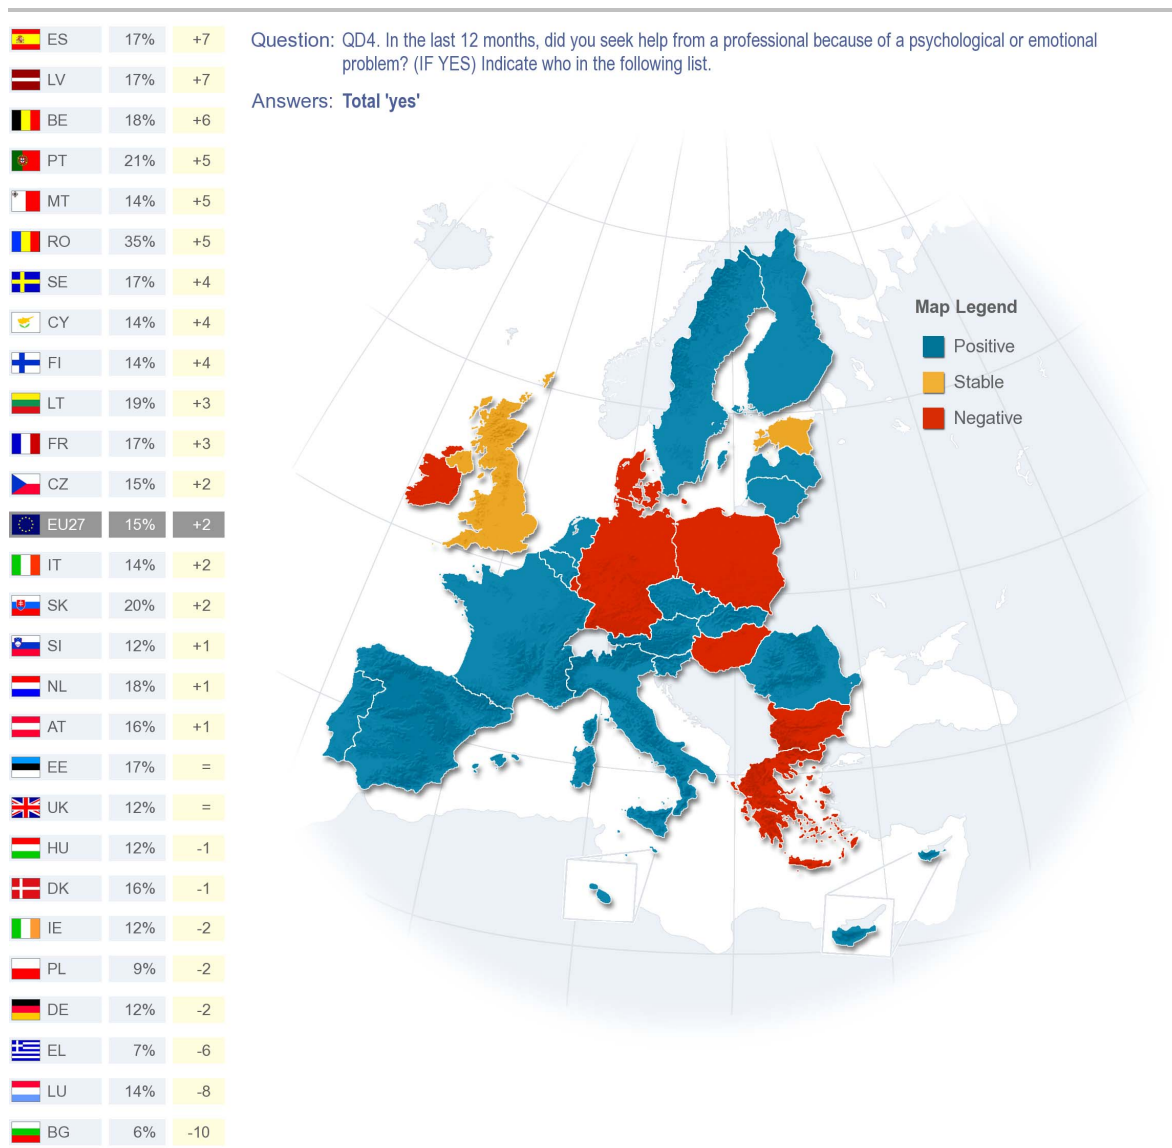 ES 17% +7
LV 17% +7
BE 18% +6
PT 21% +5
MT 14% +5
RO 35% +5
SE 17% +4
CY 14% +4
FI 14% +4
LT 19% +3
FR 17% +3
CZ 15% +2
EU27 15% +2
IT 14% +2
SK 20% +2
SI 12% +1
NL 18% +1
AT 16% +1
EE 17% =
UK 12% =
HU 12% -1
DK 16% -1
IE 12% -2
PL 9% -2
DE 12% -2
EL 7% -6
LU 14% -8
BG 6% -10
Question: QD4. In the last 12 months, did you seek help from a professional because of a psychological or emotional
problem? (IF YES) Indicate who in the following list.
Answers: Total 'yes'
Map Legend
Positive
Stable
Negative